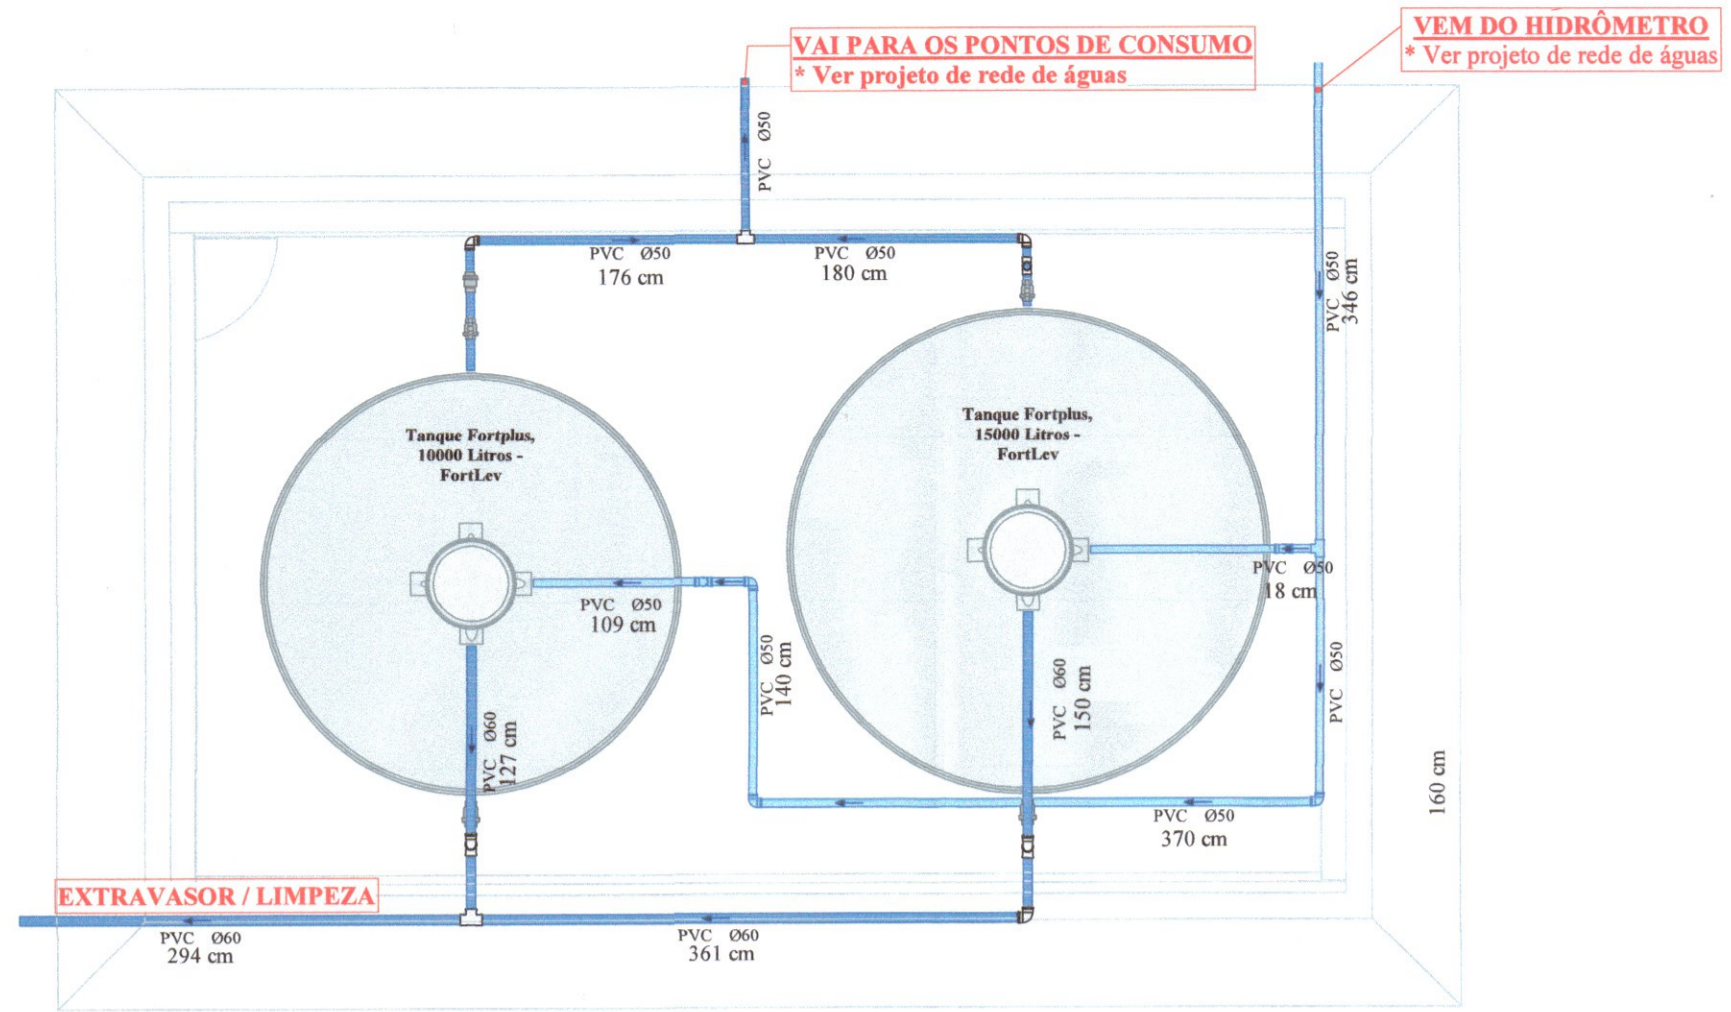 VEM DO HIDRÔMETRO
* Ver projeto de rede de águas
VAI PARA OS PONTOS DE CONSUMO
* Ver projeto de rede de águas
PVC Ø50
PVC Ø50
176 cm
PVC Ø50
180 cm
PVC Ø50
346 cm
Tanque Fortplus,
10000 Litros -
FortLev
Tanque Fortplus,
15000 Litros -
FortLev
PVC Ø50
18 cm
PVC Ø50
109 cm
PVC Ø50
140 cm
PVC Ø60
150 cm
PVC Ø50
PVC Ø60
127 cm
160 cm
PVC Ø50
370 cm
EXTRAVASOR / LIMPEZA
PVC Ø60
294 cm
PVC Ø60
361 cm